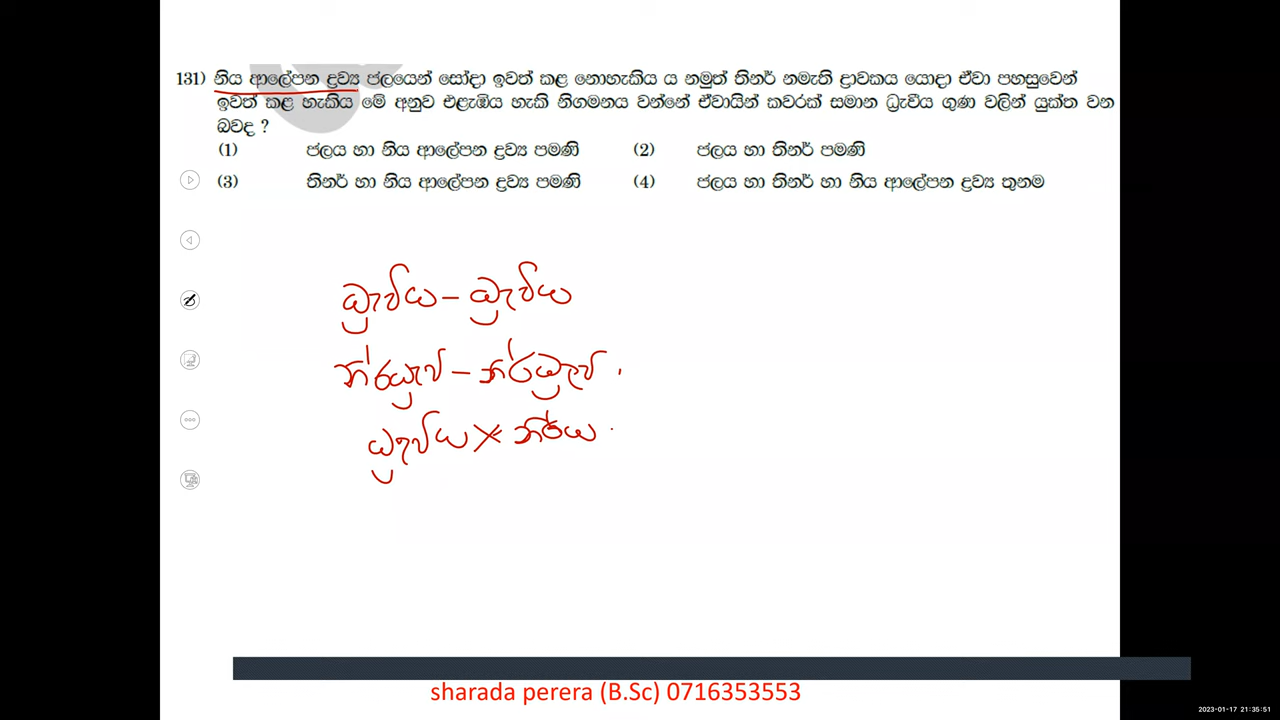 131) නිය ආලේපන ද්‍රව්‍ය ජලයෙන් සෝදා ඉවත් කළ නොහැකිය ය නමුත් තිනර් නමැති ද්‍රාවකය යොදා ඒවා පහසුවෙන්
ඉවත් කළ හැකිය මේ අනුව එළැඹිය හැකි නිගමනය වන්නේ ඒවායින් කවරක් සමාන ධ්‍රැවීය ගුණ වලින් යුක්ත වන
බවද ?
(1) ජලය හා නිය ආලේපන ද්‍රව්‍ය පමණි (2) ජලය හා තිනර් පමණි
(3) තිනර් හා නිය ආලේපන ද්‍රව්‍ය පමණි (4) ජලය හා තිනර් හා නිය ආලේපන ද්‍රව්‍ය තුනම
ධ්‍රැවීය – ධ්‍රැවීය
sharada perera (B.Sc) 0716353553
2023-01-17 21:35:51